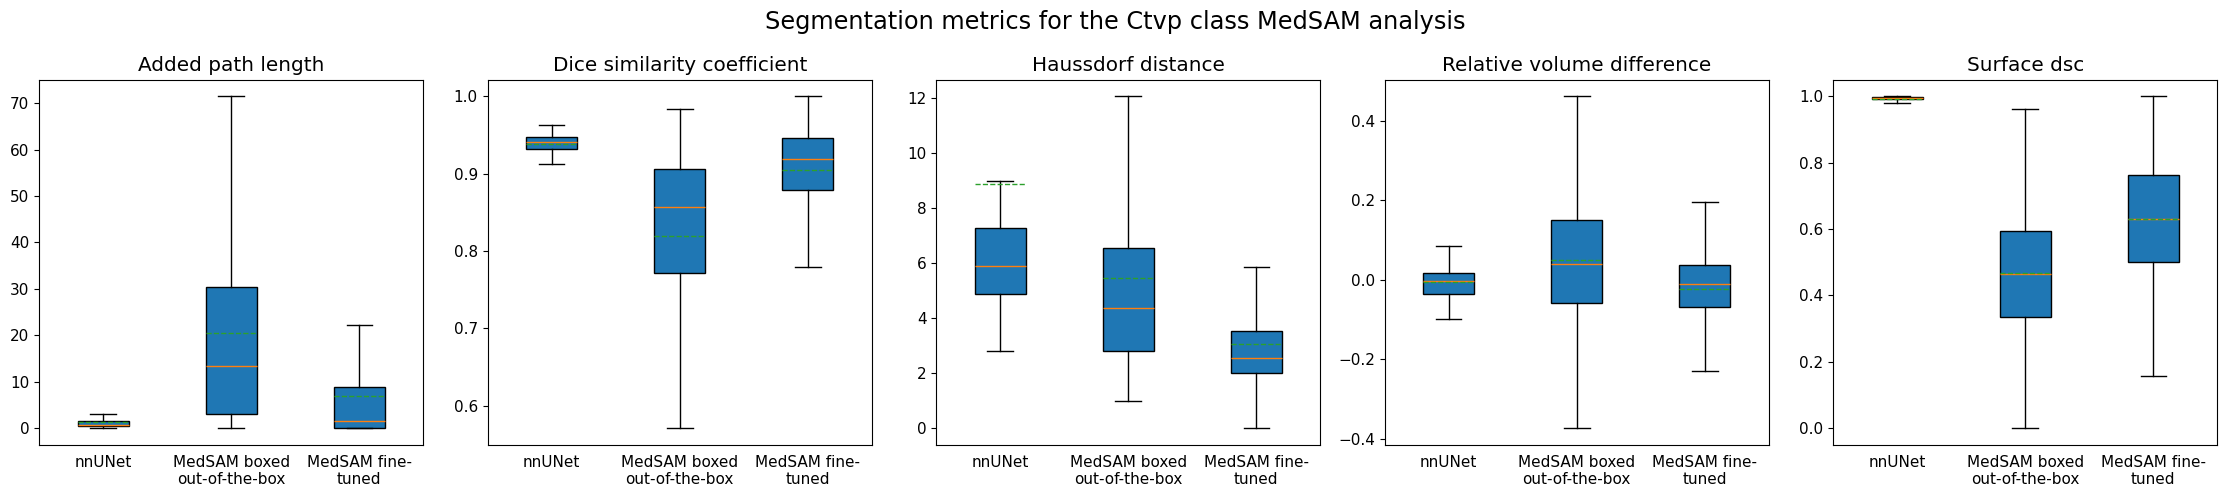 Segmentation metrics for the Ctvp class MedSAM analysis
Added path length
70
60
50
40
30
20
10
0
nnUNet
MedSAM boxed
out-of-the-box
MedSAM fine-
tuned
Dice similarity coefficient
1.0
0.9
0.8
0.7
0.6
nnUNet
MedSAM boxed
out-of-the-box
MedSAM fine-
tuned
Haussdorf distance
12
10
8
6
4
2
0
nnUNet
MedSAM boxed
out-of-the-box
MedSAM fine-
tuned
Relative volume difference
0.4
0.2
0.0
−0.2
−0.4
nnUNet
MedSAM boxed
out-of-the-box
MedSAM fine-
tuned
Surface dsc
1.0
0.8
0.6
0.4
0.2
0.0
nnUNet
MedSAM boxed
out-of-the-box
MedSAM fine-
tuned